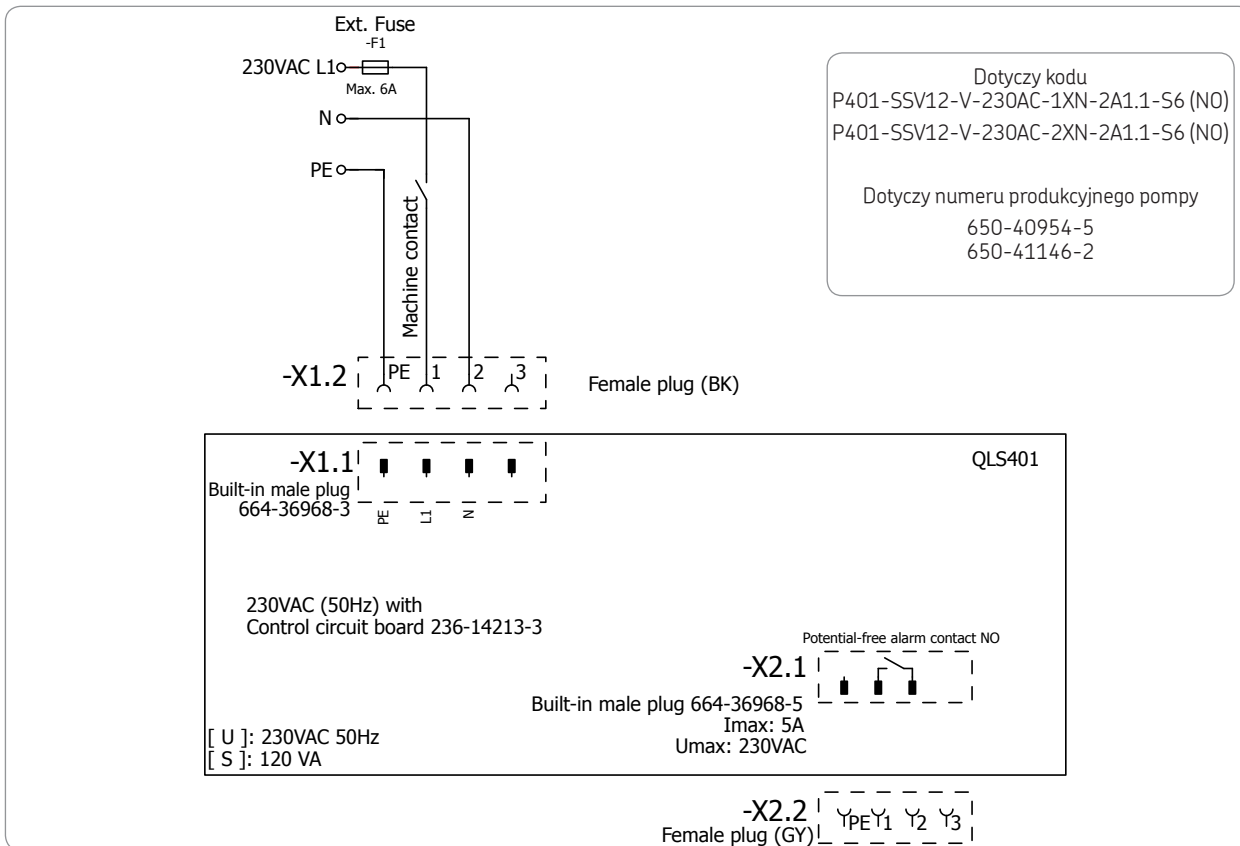 Ext. Fuse
-F1
230VAC L1
Max. 6A
N
PE
Machine contact
Dotyczy kodu
P401-SSV12-V-230AC-1XN-2A1.1-S6 (NO)
P401-SSV12-V-230AC-2XN-2A1.1-S6 (NO)
Dotyczy numeru produkcyjnego pompy
650-40954-5
650-41146-2
-X1.2
PE 1 2 3
Female plug (BK)
-X1.1
Built-in male plug
664-36968-3
PE L1 N
QLS401
230VAC (50Hz) with
Control circuit board 236-14213-3
Potential-free alarm contact NO
-X2.1
Built-in male plug 664-36968-5
Imax: 5A
Umax: 230VAC
[ U ]: 230VAC 50Hz
[ S ]: 120 VA
-X2.2
Female plug (GY)
PE 1 2 3